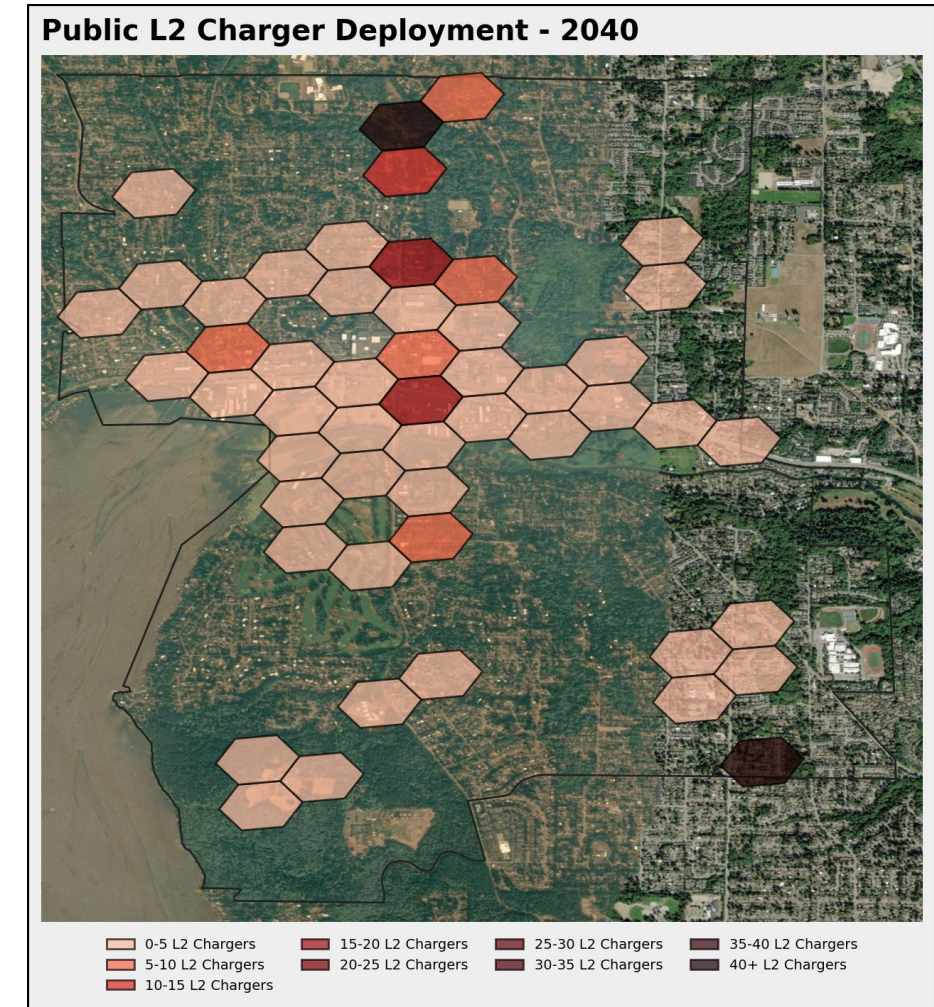 Public L2 Charger Deployment - 2040
0-5 L2 Chargers
5-10 L2 Chargers
10-15 L2 Chargers
15-20 L2 Chargers
20-25 L2 Chargers
25-30 L2 Chargers
30-35 L2 Chargers
35-40 L2 Chargers
40+ L2 Chargers